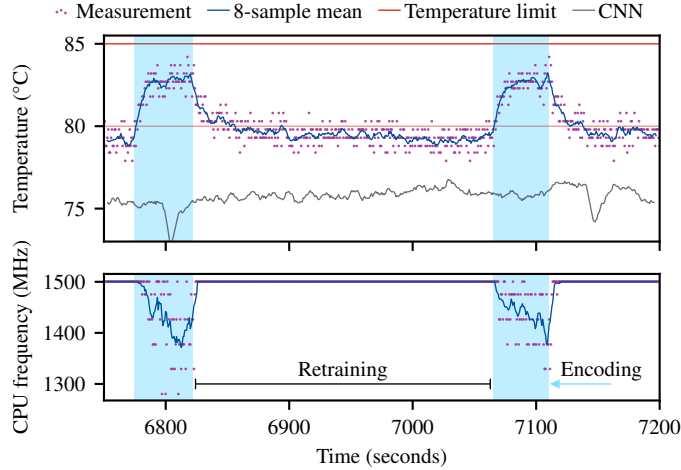 Measurement 8-sample mean Temperature limit CNN
85
80
75
Temperature (°C)
1500
1400
1300
CPU frequency (MHz)
Retraining
Encoding
6800 6900 7000 7100 7200
Time (seconds)